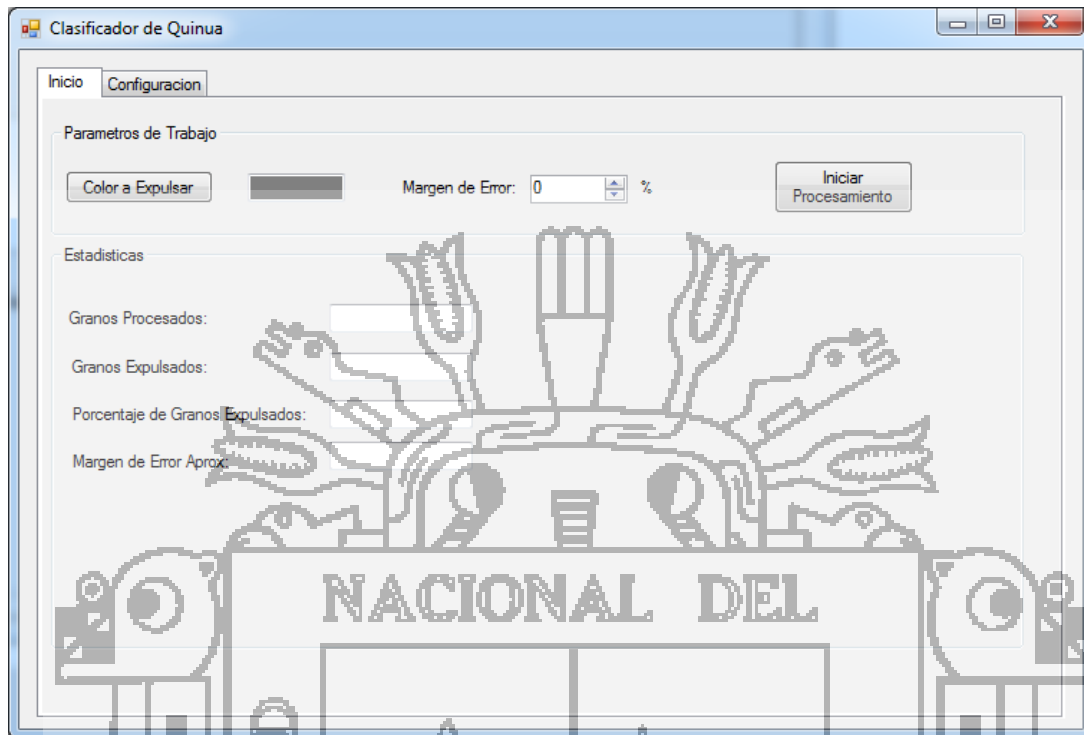 Clasificador de Quinua
Inicio Configuracion
Parametros de Trabajo
Color a Expulsar Margen de Error: 0 % Iniciar
Procesamiento
Estadisticas
Granos Procesados:
Granos Expulsados:
Porcentaje de Granos Expulsados:
Margen de Error Aprox:
NACIONAL DEL